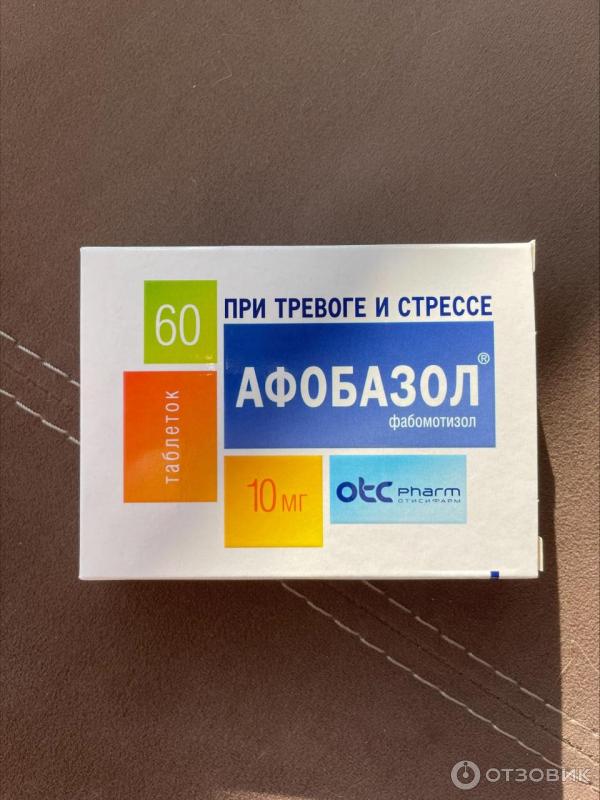 60
ПРИ ТРЕВОГЕ И СТРЕССЕ
АФОБАЗОЛ®
фабомотизол
таблеток
10 мг
otc pharm
ОТИСИФАРМ
ОТЗОВИК